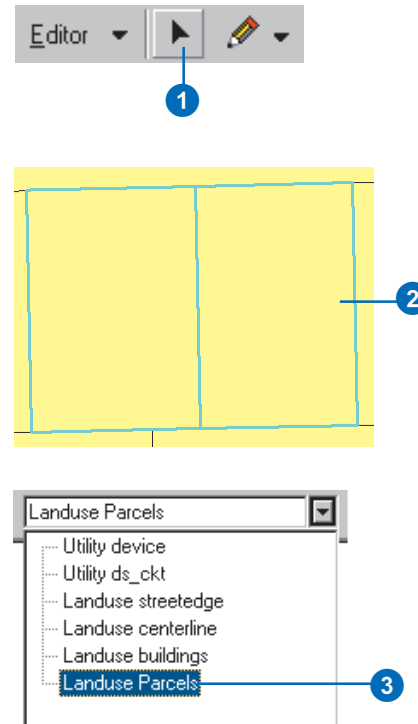 Editor
1
2
Landuse Parcels
Utility device
Utility ds_ckt
Landuse streetedge
Landuse centerline
Landuse buildings
Landuse Parcels
3